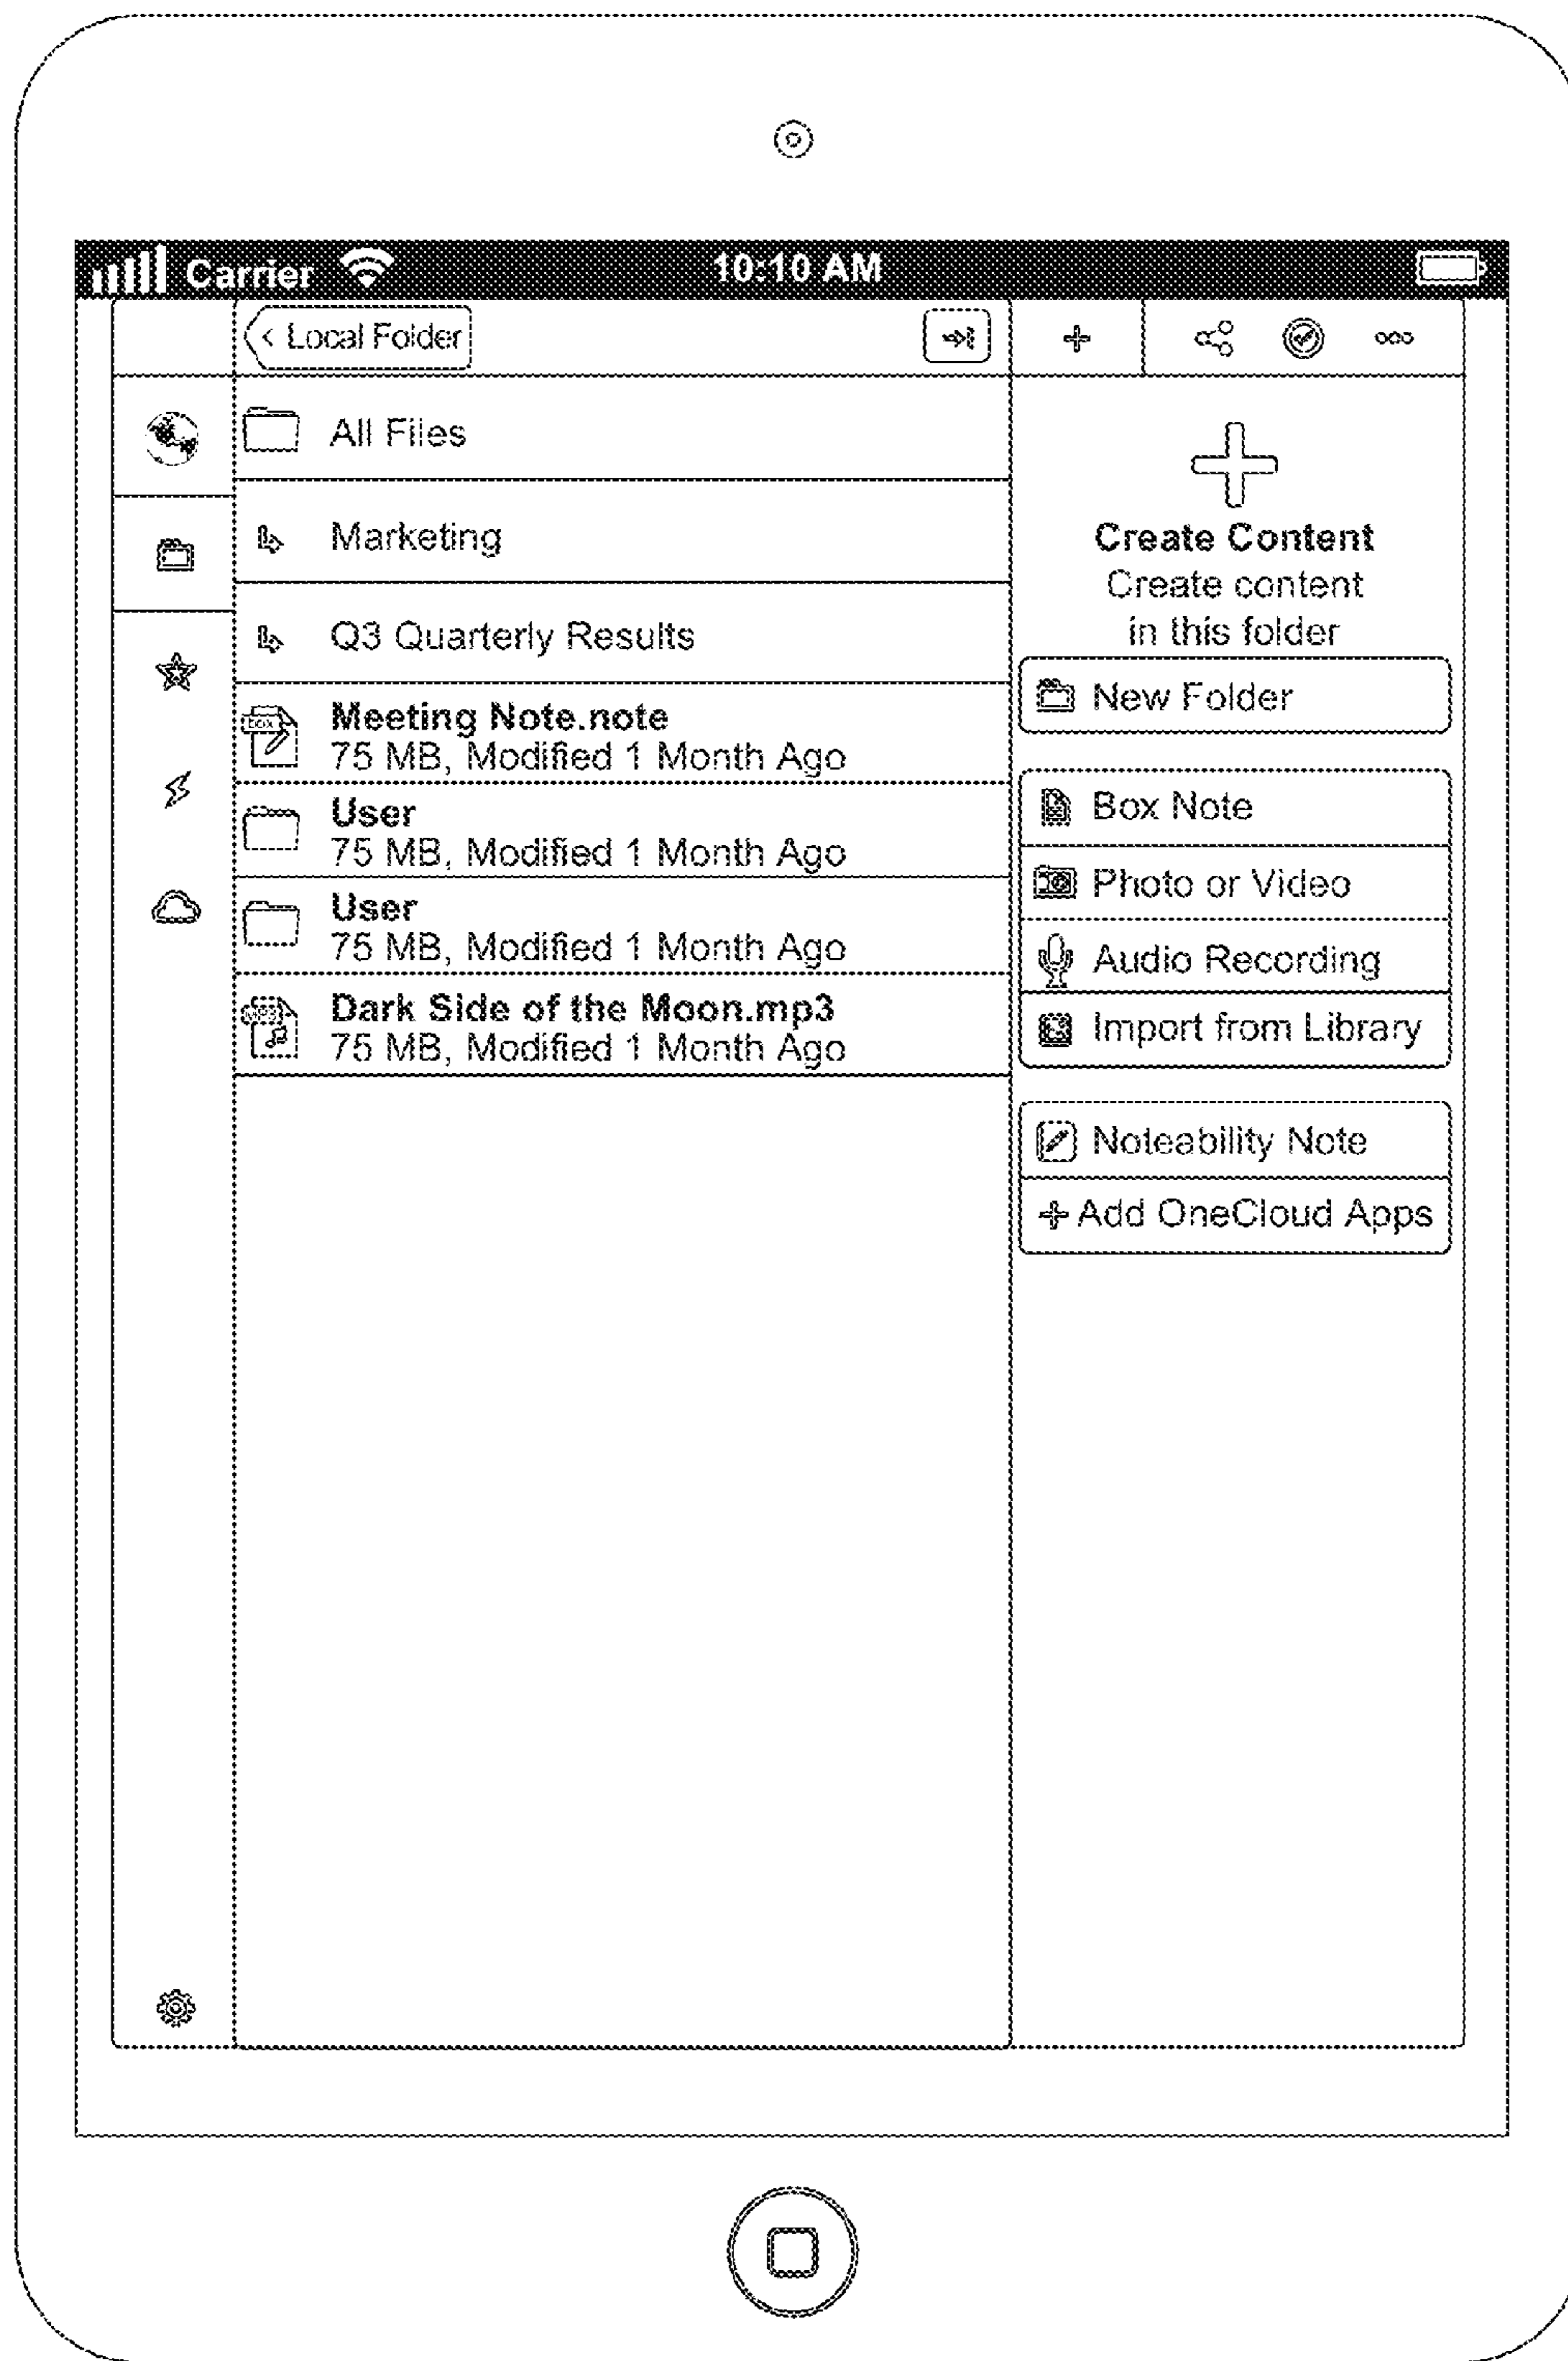 Carrier 10:10 AM
< Local Folder
All Files
Marketing
Q3 Quarterly Results
box
Meeting Note.note
75 MB, Modified 1 Month Ago
User
75 MB, Modified 1 Month Ago
User
75 MB, Modified 1 Month Ago
Dark Side of the Moon.mp3
75 MB, Modified 1 Month Ago
Create Content
Create content
in this folder
New Folder
Box Note
Photo or Video
Audio Recording
Import from Library
Noteability Note
+ Add OneCloud Apps